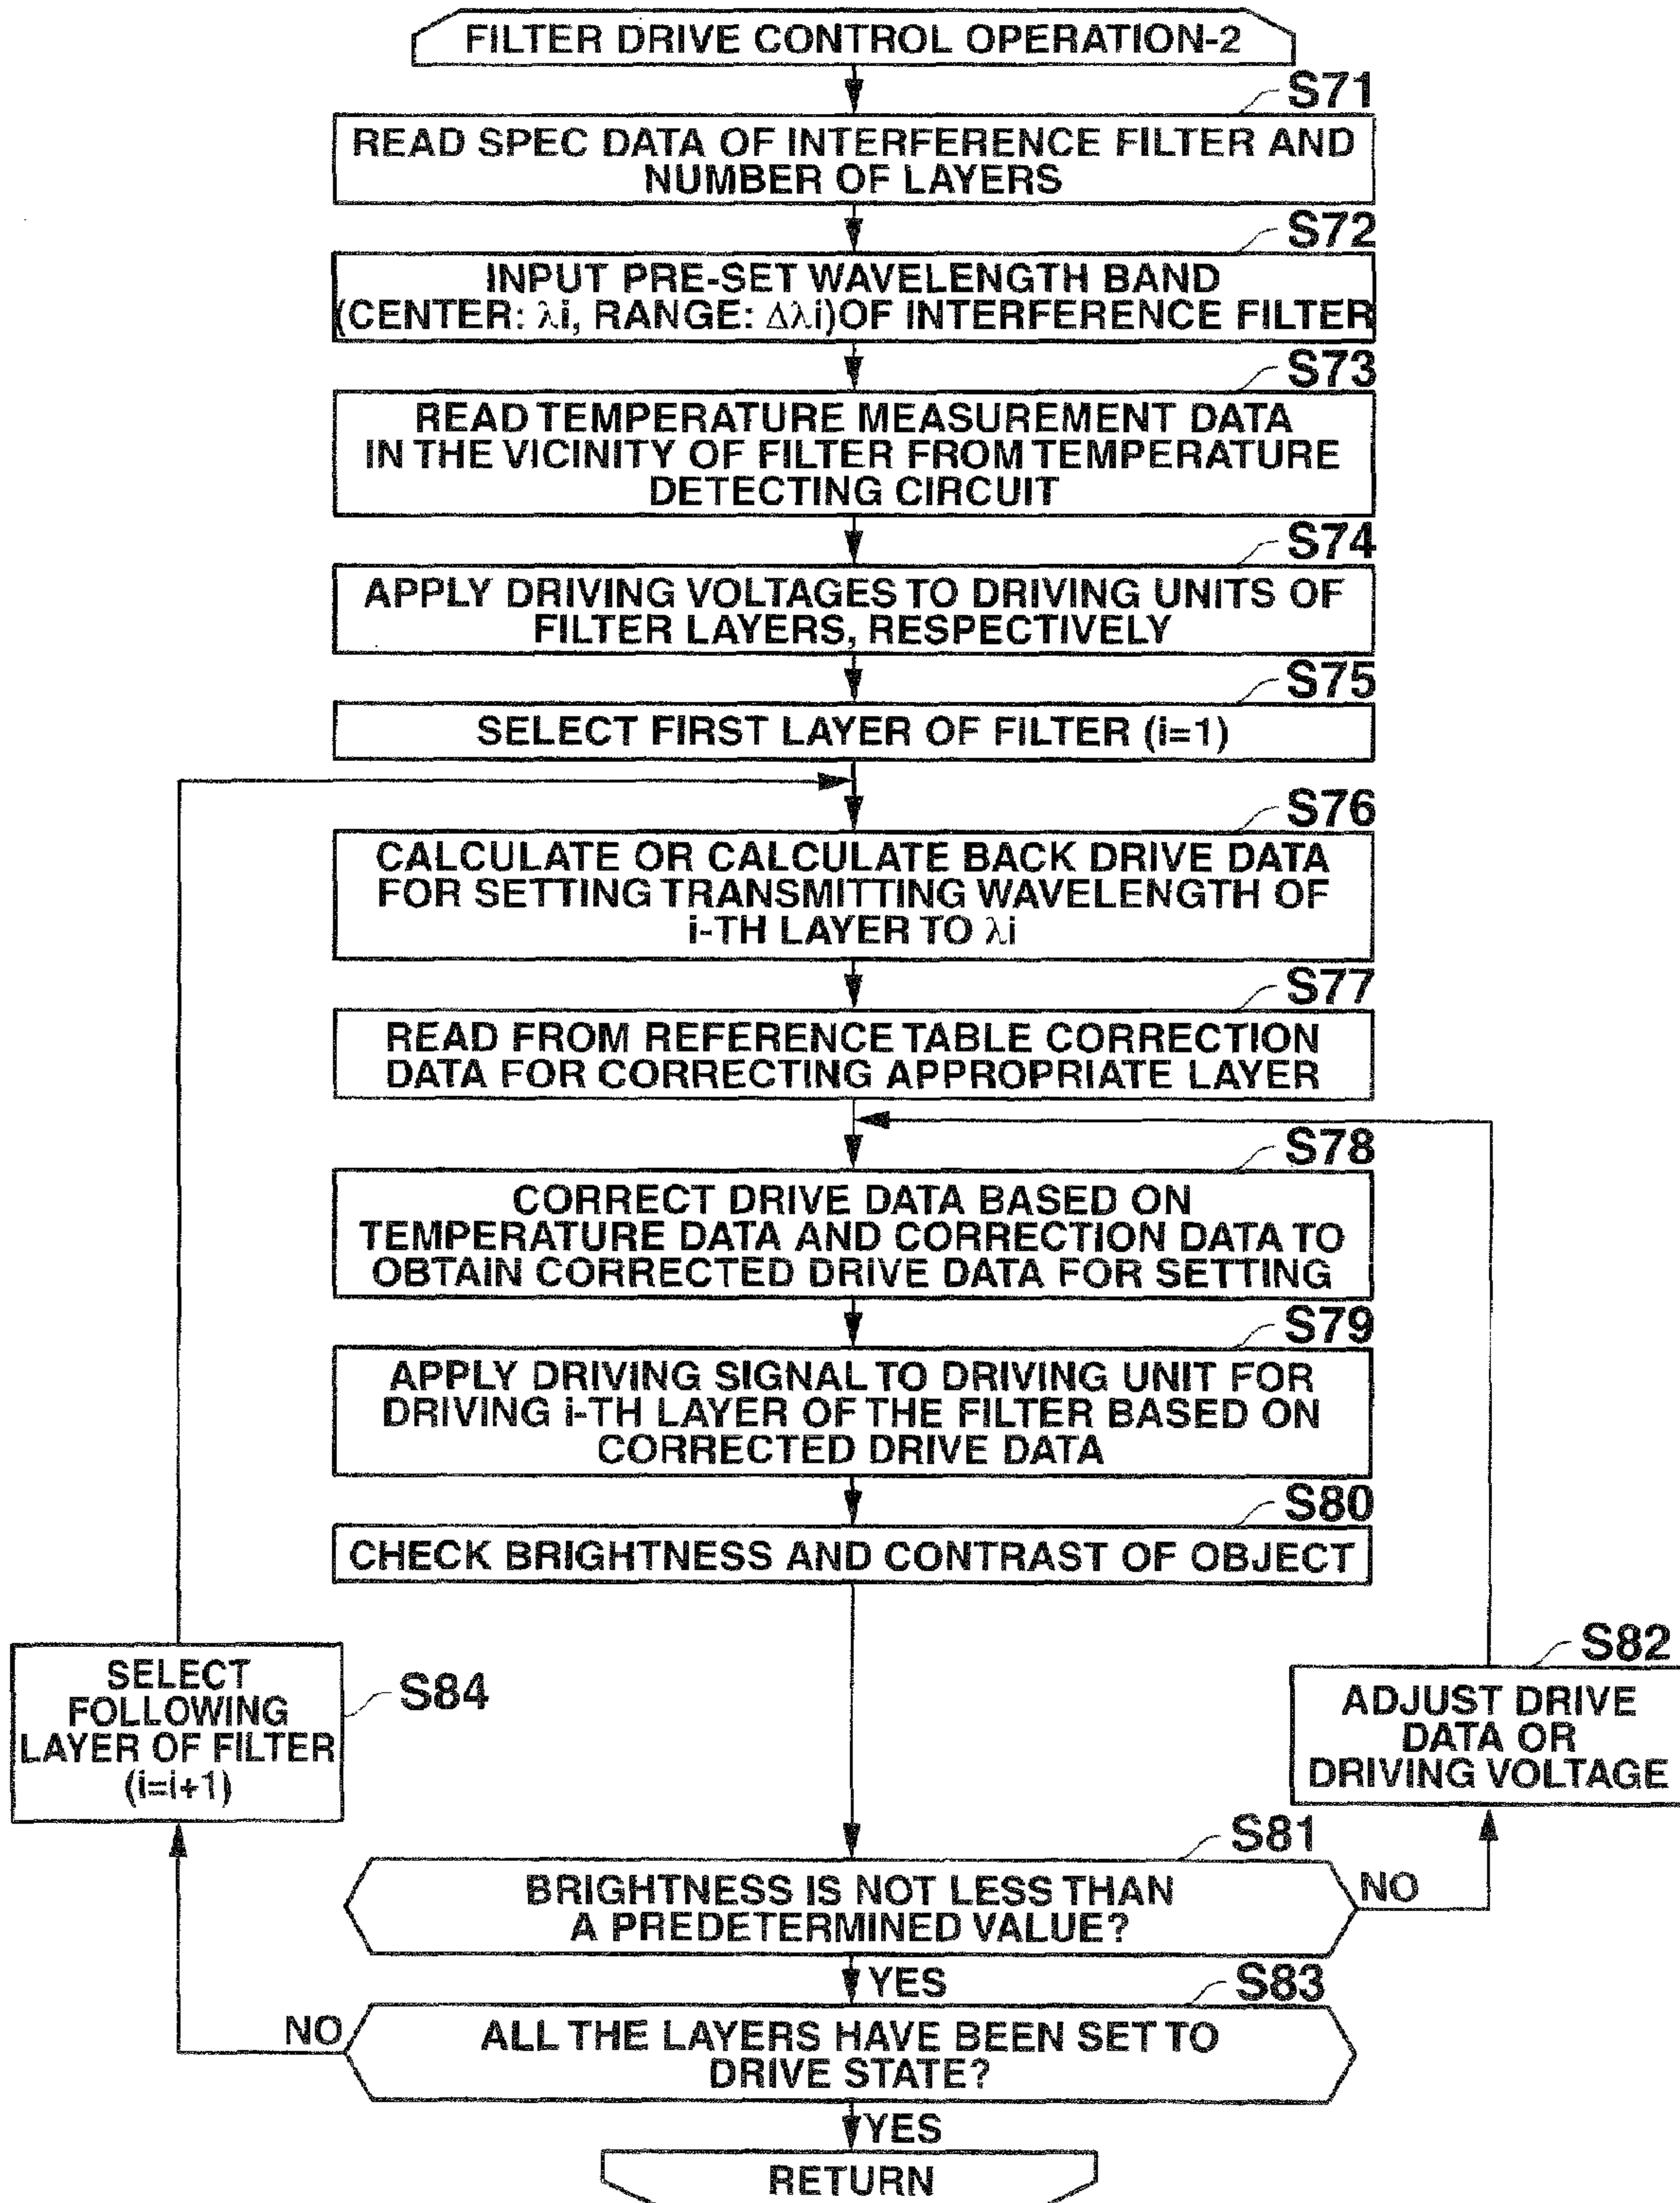 FILTER DRIVE CONTROL OPERATION-2
S71
READ SPEC DATA OF INTERFERENCE FILTER AND
NUMBER OF LAYERS
S72
INPUT PRE-SET WAVELENGTH BAND
(CENTER: λi, RANGE: Δλi)OF INTERFERENCE FILTER
S73
READ TEMPERATURE MEASUREMENT DATA
IN THE VICINITY OF FILTER FROM TEMPERATURE
DETECTING CIRCUIT
S74
APPLY DRIVING VOLTAGES TO DRIVING UNITS OF
FILTER LAYERS, RESPECTIVELY
S75
SELECT FIRST LAYER OF FILTER (i=1)
S76
CALCULATE OR CALCULATE BACK DRIVE DATA
FOR SETTING TRANSMITTING WAVELENGTH OF
i-TH LAYER TO λi
S77
READ FROM REFERENCE TABLE CORRECTION
DATA FOR CORRECTING APPROPRIATE LAYER
S78
CORRECT DRIVE DATA BASED ON
TEMPERATURE DATA AND CORRECTION DATA TO
OBTAIN CORRECTED DRIVE DATA FOR SETTING
S79
APPLY DRIVING SIGNAL TO DRIVING UNIT FOR
DRIVING i-TH LAYER OF THE FILTER BASED ON
CORRECTED DRIVE DATA
S80
CHECK BRIGHTNESS AND CONTRAST OF OBJECT
S82
ADJUST DRIVE
DATA OR
DRIVING VOLTAGE
S84
SELECT
FOLLOWING
LAYER OF FILTER
(i=i+1)
S81
BRIGHTNESS IS NOT LESS THAN
A PREDETERMINED VALUE?
NO
YES
S83
ALL THE LAYERS HAVE BEEN SET TO
DRIVE STATE?
NO
YES
RETURN